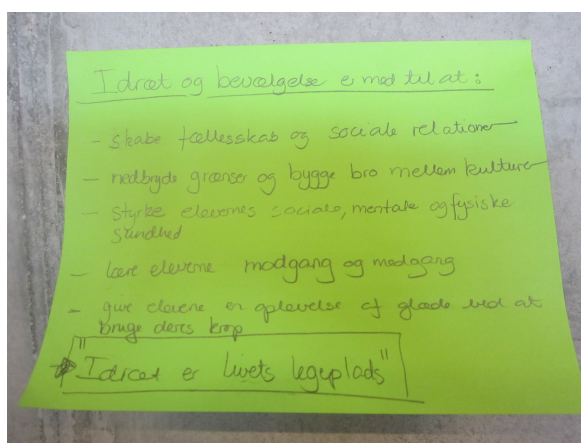 Idræt og bevælgelse er med til at:
- skabe fællesskab og sociale relationer
- nedbryde grænser og bygge bro mellem kulturer
- styrke elevernes sociale, mentale og fysiske
sundhed
- lære eleverne modgang og medgang
- give eleverne en oplevelse af glæde ved at
bruge deres krop
"Idræt er livets legeplads"